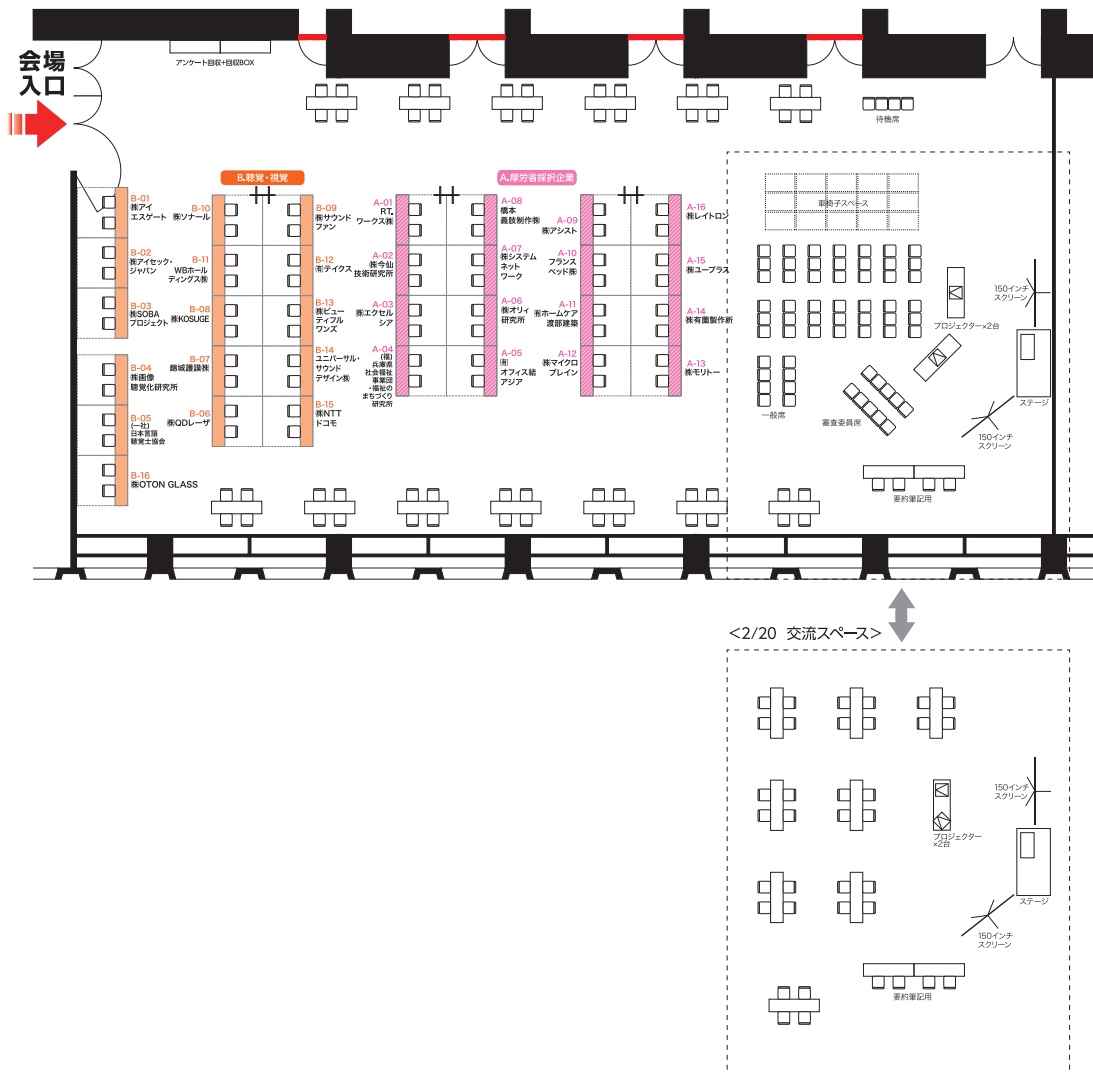 会場
入口
アンケート回収+回収BOX
待機席
B.聴覚・視覚
A.厚労省採択企業
B-01
㈱アイ
エスゲート
B-02
㈱アイセック・
ジャパン
B-03
㈱SOBA
プロジェクト
B-04
㈱画像
聴覚化研究所
B-05
(一社)
日本言語
聴覚士協会
B-16
㈱OTON GLASS
B-10
㈱ソナール
B-11
WBホール
ティングス㈱
B-08
㈱KOSUGE
B-07
錦城護謨㈱
B-06
㈱QDレーザ
B-09
㈱サウンド
ファン
B-12
㈲テイクス
B-13
㈱ビュー
ティフル
ワンズ
B-14
ユニバーサル・
サウンド
デザイン㈱
B-15
㈱NTT
ドコモ
A-01
RT.
ワークス㈱
A-02
㈱今仙
技術研究所
A-03
㈱エクセル
シア
A-04
(福)
兵庫県
社会福祉
事業団
・福祉の
まちづくり
研究所
A-08
橋本
義肢制作㈱
A-07
㈱システム
ネット
ワーク
A-06
㈱オリィ
研究所
A-05
㈲
オフィス結
アジア
A-09
㈱アシスト
A-10
フランス
ベッド㈱
A-11
㈲ホームケア
渡部建築
A-12
㈱マイクロ
ブレイン
A-16
㈱レイトロン
A-15
㈱ユープラス
A-14
㈱有薗製作所
A-13
㈱モリトー
車椅子スペース
150インチ
スクリーン
プロジェクター×2台
ステージ
一般席
審査委員席
150インチ
スクリーン
要約筆記用
<2/20 交流スペース>
150インチ
スクリーン
プロジェクター
×2台
ステージ
150インチ
スクリーン
要約筆記用